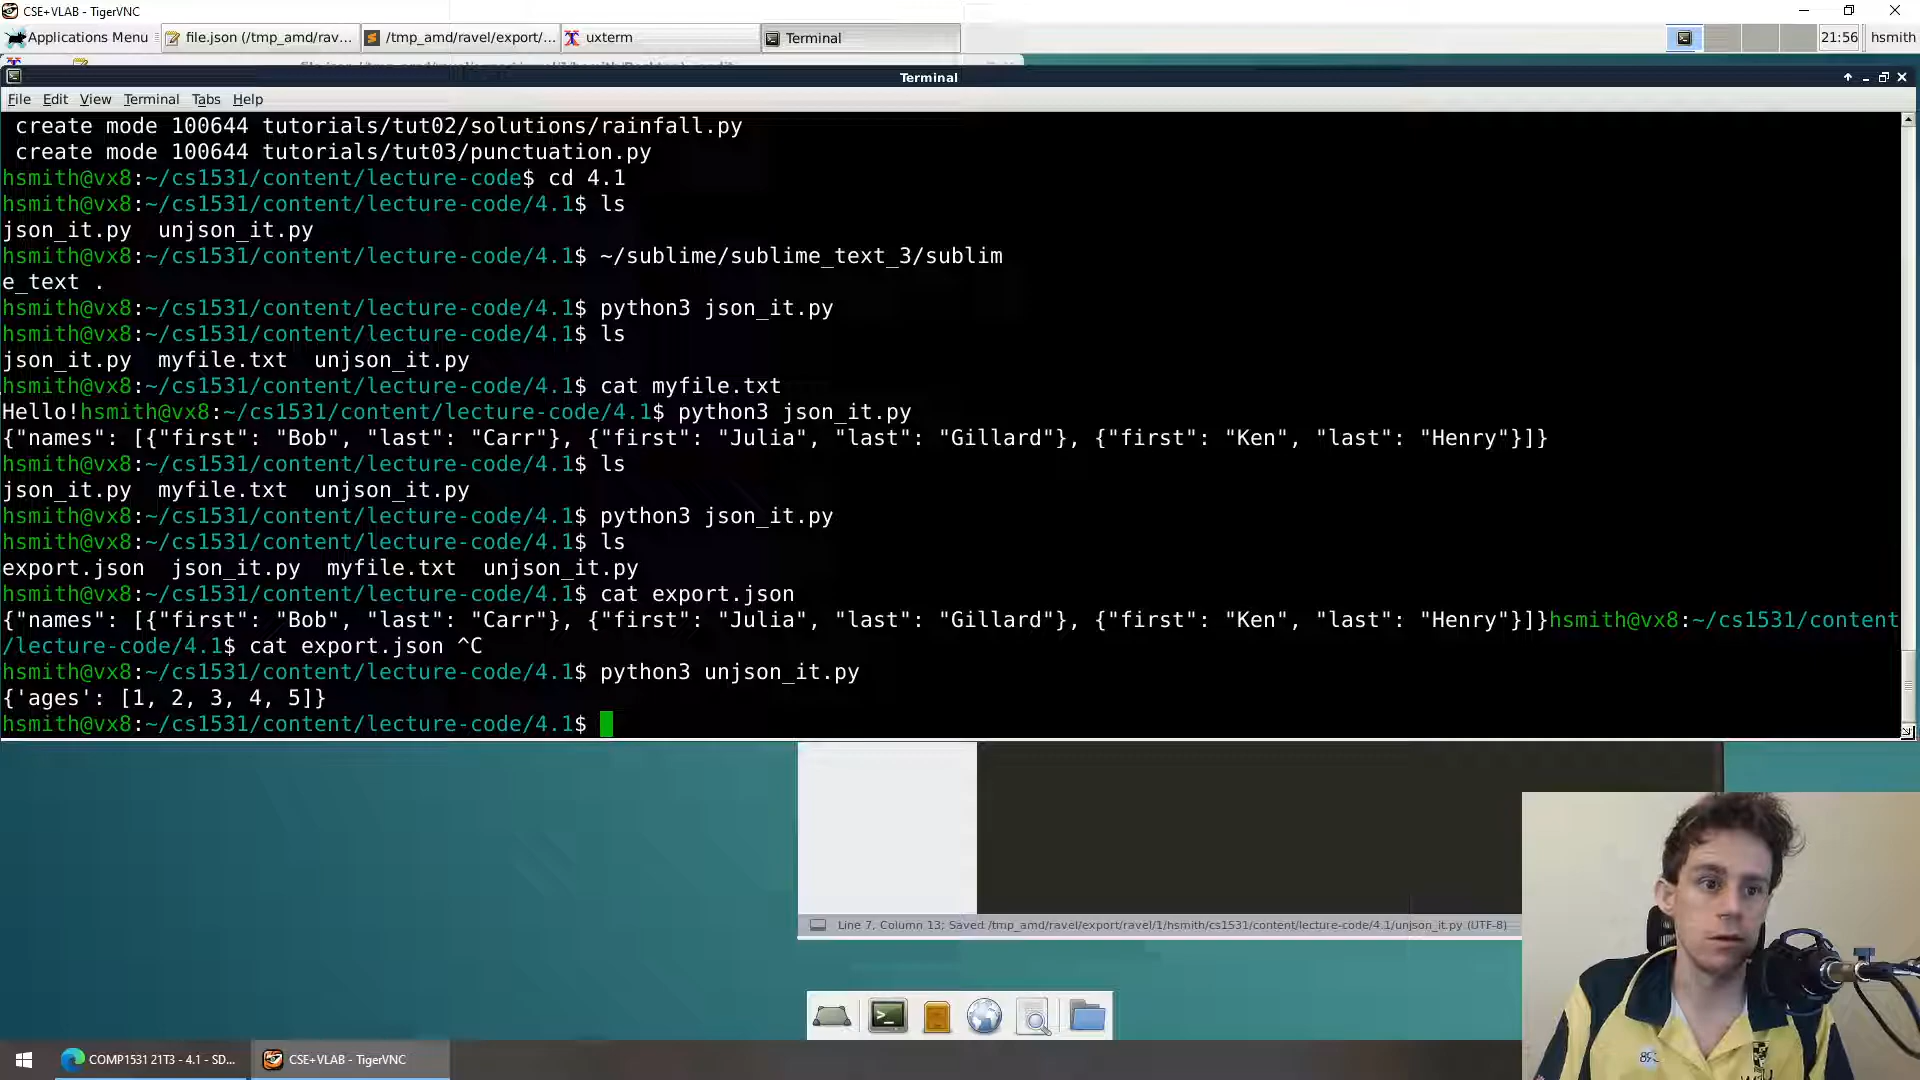 CSE+VLAB - TigerVNC
Applications Menu
file.json (/tmp_amd/rav...
/tmp_amd/ravel/export/...
uxterm
Terminal
21:56
hsmith
Terminal
File Edit View Terminal Tabs Help
create mode 100644 tutorials/tut02/solutions/rainfall.py
create mode 100644 tutorials/tut03/punctuation.py
hsmith@vx8:~/cs1531/content/lecture-code$ cd 4.1
hsmith@vx8:~/cs1531/content/lecture-code/4.1$ ls
json_it.py  unjson_it.py
hsmith@vx8:~/cs1531/content/lecture-code/4.1$ ~/sublime/sublime_text_3/sublim
e_text .
hsmith@vx8:~/cs1531/content/lecture-code/4.1$ python3 json_it.py
hsmith@vx8:~/cs1531/content/lecture-code/4.1$ ls
json_it.py  myfile.txt  unjson_it.py
hsmith@vx8:~/cs1531/content/lecture-code/4.1$ cat myfile.txt
Hello!hsmith@vx8:~/cs1531/content/lecture-code/4.1$ python3 json_it.py
{"names": [{"first": "Bob", "last": "Carr"}, {"first": "Julia", "last": "Gillard"}, {"first": "Ken", "last": "Henry"}]}
hsmith@vx8:~/cs1531/content/lecture-code/4.1$ ls
json_it.py  myfile.txt  unjson_it.py
hsmith@vx8:~/cs1531/content/lecture-code/4.1$ python3 json_it.py
hsmith@vx8:~/cs1531/content/lecture-code/4.1$ ls
export.json  json_it.py  myfile.txt  unjson_it.py
hsmith@vx8:~/cs1531/content/lecture-code/4.1$ cat export.json
{"names": [{"first": "Bob", "last": "Carr"}, {"first": "Julia", "last": "Gillard"}, {"first": "Ken", "last": "Henry"}]}hsmith@vx8:~/cs1531/content
/lecture-code/4.1$ cat export.json ^C
hsmith@vx8:~/cs1531/content/lecture-code/4.1$ python3 unjson_it.py
{'ages': [1, 2, 3, 4, 5]}
hsmith@vx8:~/cs1531/content/lecture-code/4.1$
Line 7, Column 13; Saved /tmp_amd/ravel/export/ravel/1/hsmith/cs1531/content/lecture-code/4.1/unjson_it.py (UTF-8)
COMP1531 21T3 - 4.1 - SD...
CSE+VLAB - TigerVNC